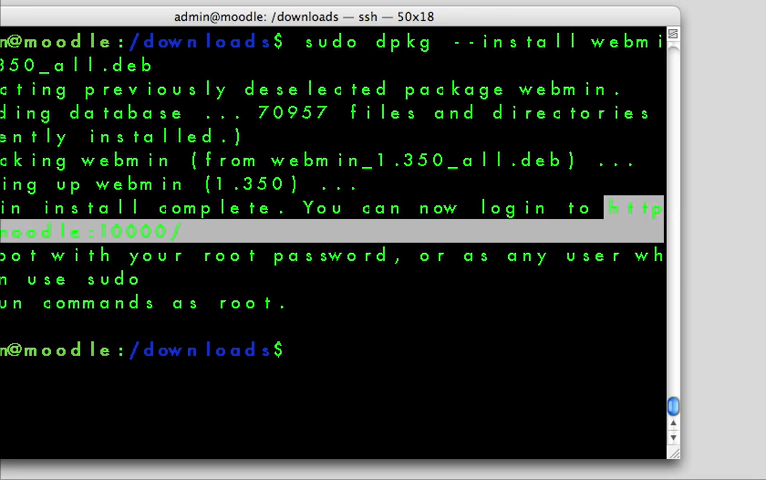 admin@moodle: /downloads — ssh — 50x18
n@moodle:/downloads$ sudo dpkg --install webmi
350_all.deb
cting previously deselected package webmin.
ding database ... 70957 files and directories
ently installed.)
cking webmin (from webmin_1.350_all.deb) ...
ing up webmin (1.350) ...
in install complete. You can now login to http
moodle:10000/
oot with your root password, or as any user wh
n use sudo
un commands as root.
n@moodle:/downloads$